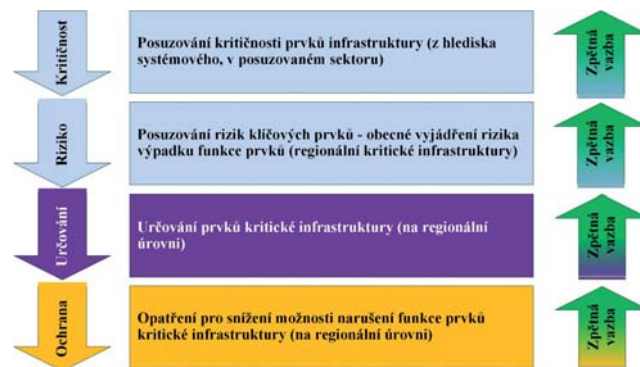 Kritičnost
Posuzování kritičnosti prvků infrastruktury (z hlediska
systémového, v posuzovaném sektoru)
Zpětná
vazba
Riziko
Posuzování rizik klíčových prvků - obecné vyjádření rizika
výpadku funkce prvků (regionální kritické infrastruktury)
Zpětná
vazba
Určování
Určování prvků kritické infrastruktury (na regionální
úrovni)
Zpětná
vazba
Ochrana
Opatření pro snížení možnosti narušení funkce prvků
kritické infrastruktury (na regionální úrovni)
Zpětná
vazba